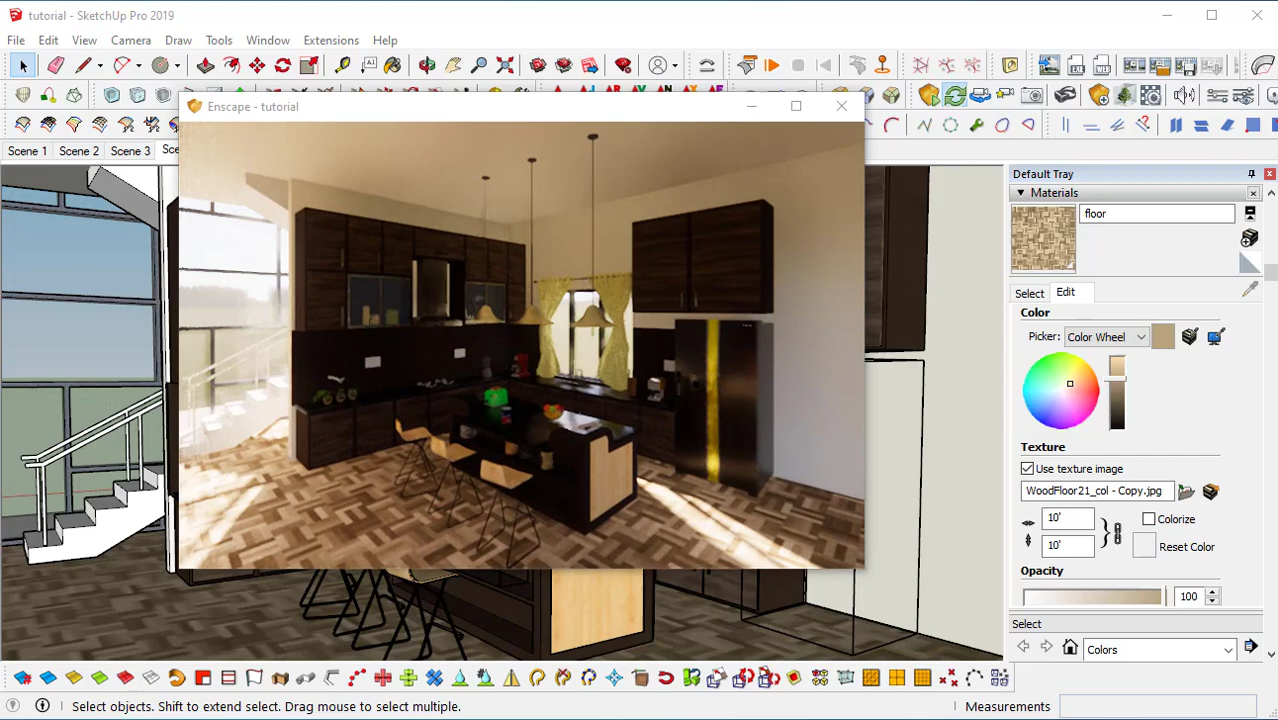 tutorial - SketchUp Pro 2019
File Edit View Camera Draw Tools Window Extensions Help
Enscape - tutorial
Scene 1 Scene 2 Scene 3
Default Tray
Materials
floor
Select Edit
Color
Picker: Color Wheel
Texture
Use texture image
WoodFloor21_col - Copy.jpg
10' Colorize
10' Reset Color
Opacity
100
Select
Colors
Select objects. Shift to extend select. Drag mouse to select multiple. Measurements